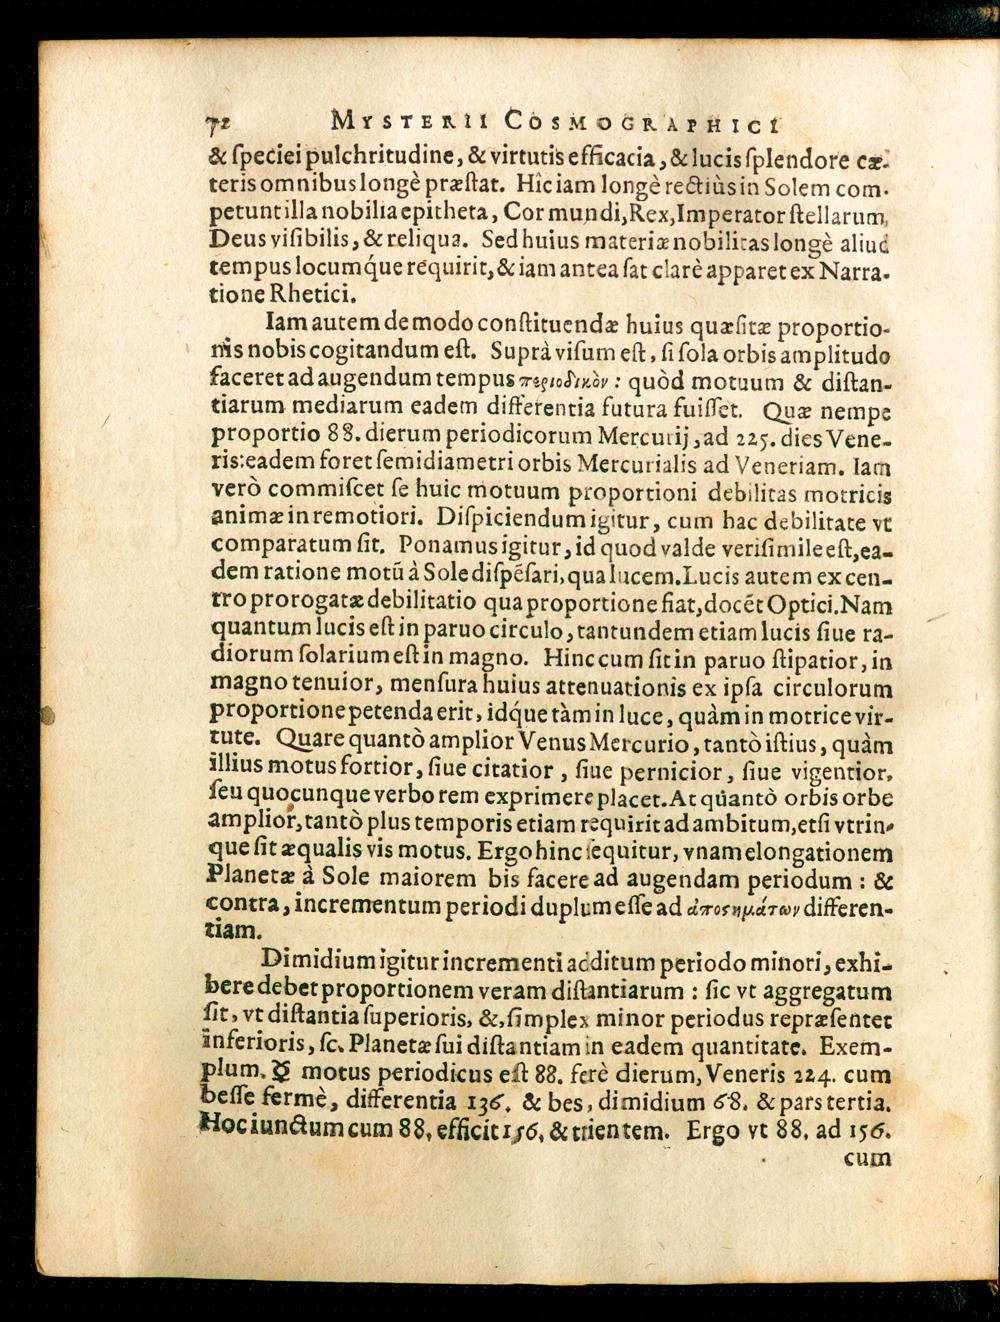 72 MYSTERII COSMOGRAPHICI
& ſpeciei pulchritudine, & virtutis efficacia, & lucis ſplendore cæ-
teris omnibus longè præſtat. Hic iam longè rectiùs in Solem com-
petunt illa nobilia epitheta, Cor mundi, Rex, Imperator ſtellarum,
Deus viſibilis, & reliqua. Sed huius materiæ nobilitas longè aliud
tempus locumq́ue requirit, & iam antea ſat clarè apparet ex Narra-
tione Rhetici.
Iam autem de modo conſtituendæ huius quæſitæ proportio-
nis nobis cogitandum eſt. Suprà viſum eſt, ſi ſola orbis amplitudo
faceret ad augendum tempus περιοδικὸν: quòd motuum & diſtan-
tiarum mediarum eadem differentia futura fuiſſet. Quæ nempe
proportio 88. dierum periodicorum Mercurij, ad 225. dies Vene-
ris: eadem foret ſemidiametri orbis Mercurialis ad Veneriam. Iam
verò commiſcet ſe huic motuum proportioni debilitas motricis
animæ in remotiori. Diſpiciendum igitur, cum hac debilitate vt
comparatum ſit. Ponamus igitur, id quod valde veriſimile eſt, ea-
dem ratione motũ à Sole diſpẽſari, qua lucem. Lucis autem ex cen-
tro prorogatæ debilitatio qua proportione fiat, docẽt Optici. Nam
quantum lucis eſt in paruo circulo, tantundem etiam lucis ſiue ra-
diorum ſolarium eſt in magno. Hinc cum ſit in paruo ſtipatior, in
magno tenuior, menſura huius attenuationis ex ipſa circulorum
proportione petenda erit, idq́ue tàm in luce, quàm in motrice vir-
tute. Quare quantò amplior Venus Mercurio, tantò iſtius, quàm
illius motus fortior, ſiue citatior, ſiue pernicior, ſiue vigentior,
ſeu quocunque verbo rem exprimere placet. At quantò orbis orbe
amplior, tantò plus temporis etiam requirit ad ambitum, etſi vtrin-
que ſit æqualis vis motus. Ergo hinc ſequitur, vnam elongationem
Planetæ à Sole maiorem bis facere ad augendam periodum: &
contra, incrementum periodi duplum eſſe ad ἀποςημάτων differen-
tiam.
Dimidium igitur incrementi additum periodo minori, exhi-
bere debet proportionem veram diſtantiarum: ſic vt aggregatum
ſit, vt diſtantia ſuperioris, &, ſimplex minor periodus repræſentet
inferioris, ſc. Planetæ ſui diſtantiam in eadem quantitate. Exem-
plum. ☿ motus periodicus eſt 88. ferè dierum, Veneris 224. cum
beſſe fermè, differentia 136. & bes, dimidium 68. & pars tertia.
Hoc iunctum cum 88, efficit 156, & trientem. Ergo vt 88. ad 156.
cum